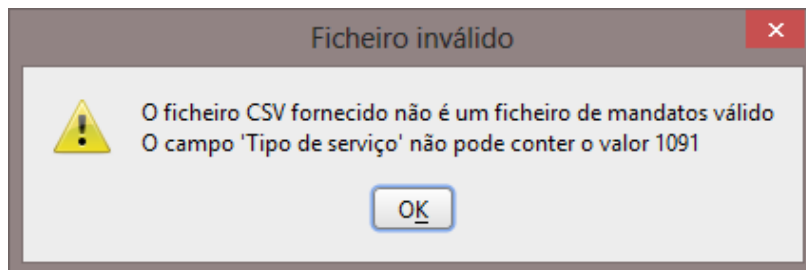 Ficheiro inválido
O ficheiro CSV fornecido não é um ficheiro de mandatos válido
O campo 'Tipo de serviço' não pode conter o valor 1091
OK